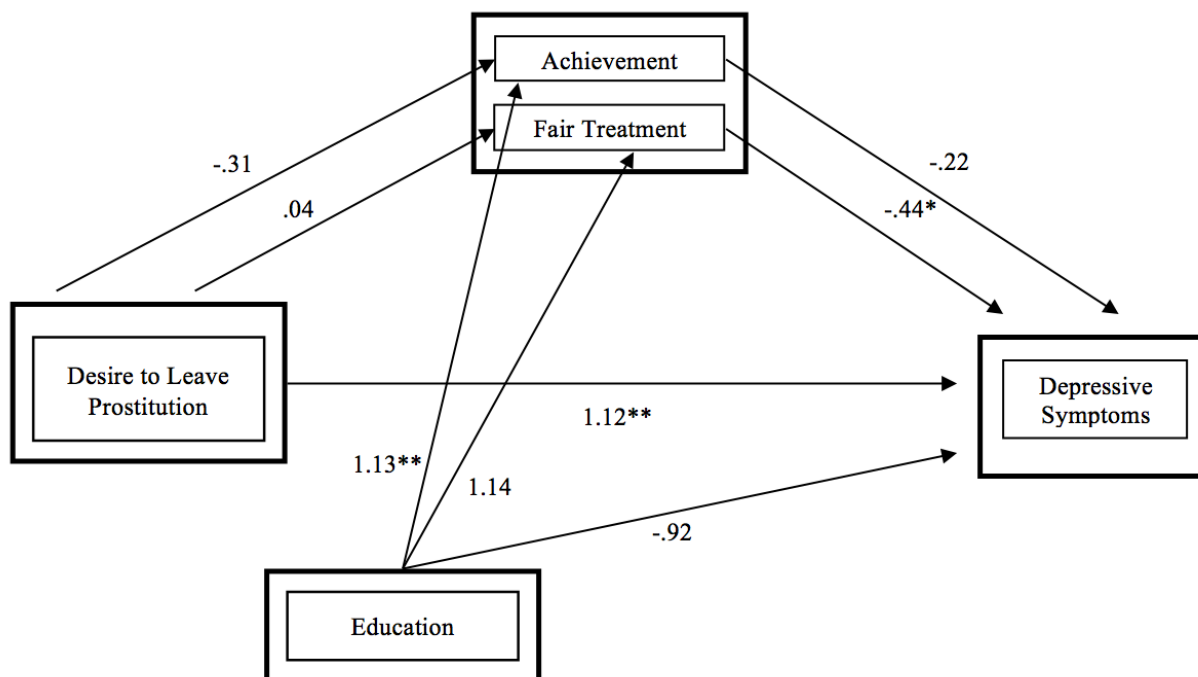 Achievement
Fair Treatment
-.31
-.22
.04
-.44*
Desire to Leave
Prostitution
Depressive
Symptoms
1.12**
1.13**
1.14
-.92
Education